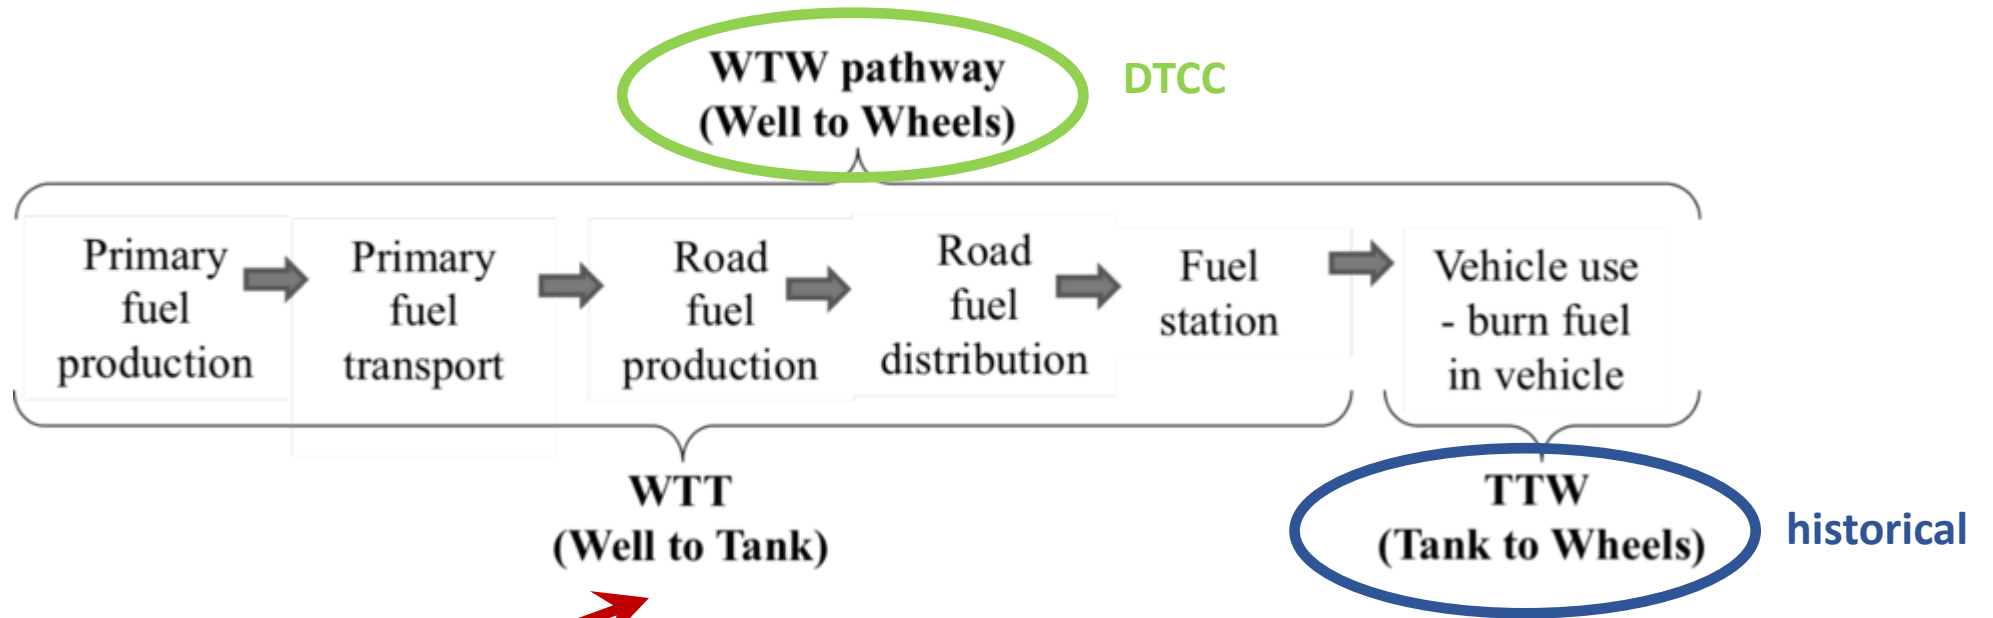 WTW pathway
(Well to Wheels)
DTCC
Primary
fuel
production
Primary
fuel
transport
Road
fuel
production
Road
fuel
distribution
Fuel
station
Vehicle use
- burn fuel
in vehicle
WTT
(Well to Tank)
TTW
(Tank to Wheels)
historical